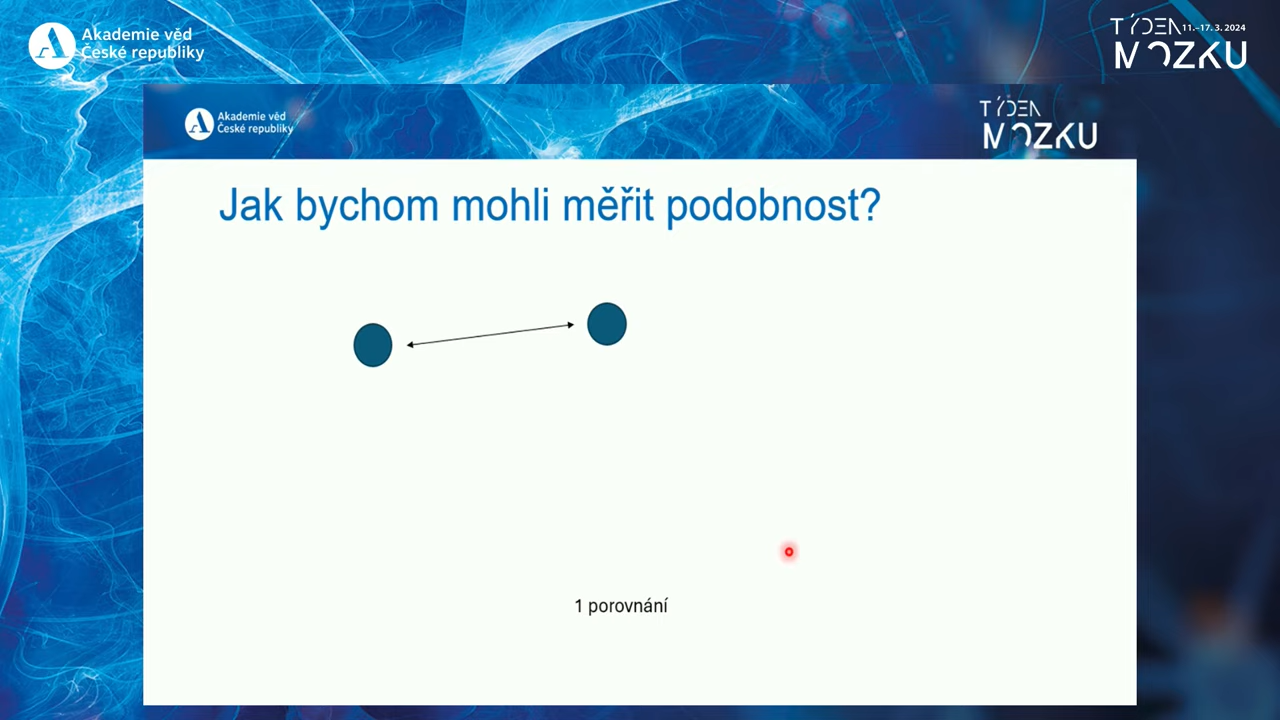 Akademie věd
České republiky
TÝDEN 11.–17. 3. 2024
MOZKU
Akademie věd
České republiky
TÝDEN
MOZKU
Jak bychom mohli měřit podobnost?
1 porovnání